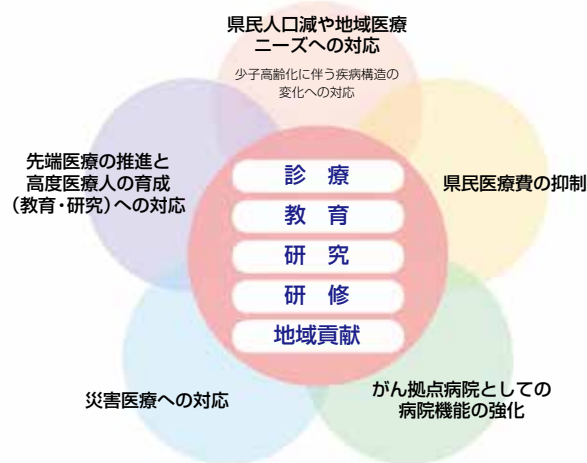 県民人口減や地域医療
ニーズへの対応
少子高齢化に伴う疾病構造の
変化への対応
先端医療の推進と
高度医療人の育成
（教育・研究）への対応
県民医療費の抑制
診　療
教　育
研　究
研　修
地域貢献
災害医療への対応
がん拠点病院としての
病院機能の強化